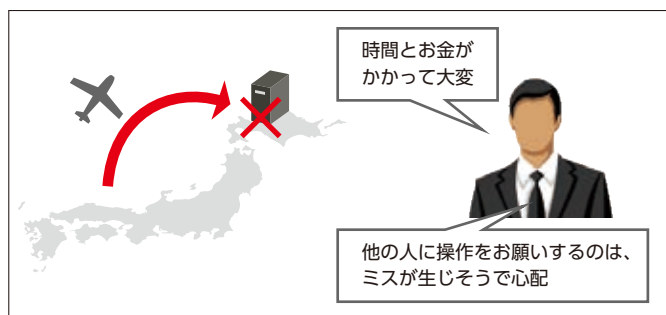 時間とお金が
かかって大変
他の人に操作をお願いするのは、
ミスが生じそうで心配